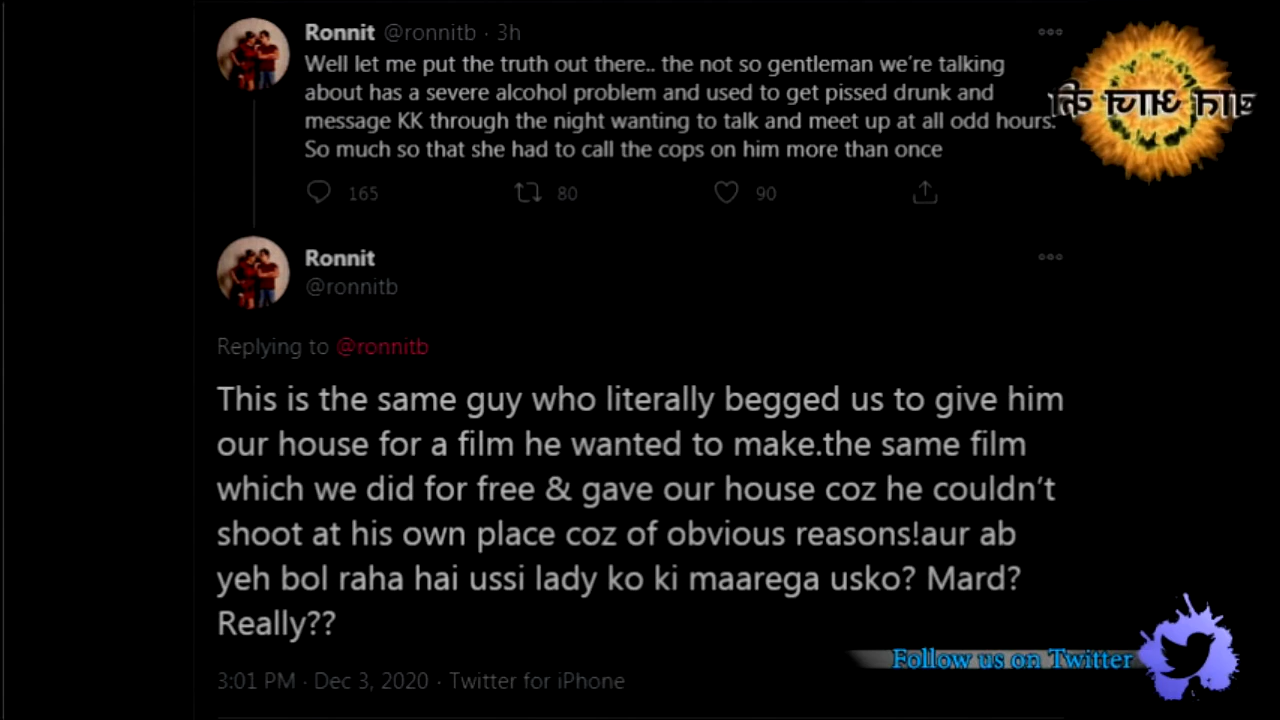 Ronnit @ronnitb · 3h
Well let me put the truth out there.. the not so gentleman we're talking
about has a severe alcohol problem and used to get pissed drunk and
message KK through the night wanting to talk and meet up at all odd hours.
So much so that she had to call the cops on him more than once
165 80 90
Ronnit
@ronnitb
Replying to @ronnitb
This is the same guy who literally begged us to give him
our house for a film he wanted to make.the same film
which we did for free & gave our house coz he couldn't
shoot at his own place coz of obvious reasons!aur ab
yeh bol raha hai ussi lady ko ki maarega usko? Mard?
Really??
Follow us on Twitter
3:01 PM · Dec 3, 2020 · Twitter for iPhone